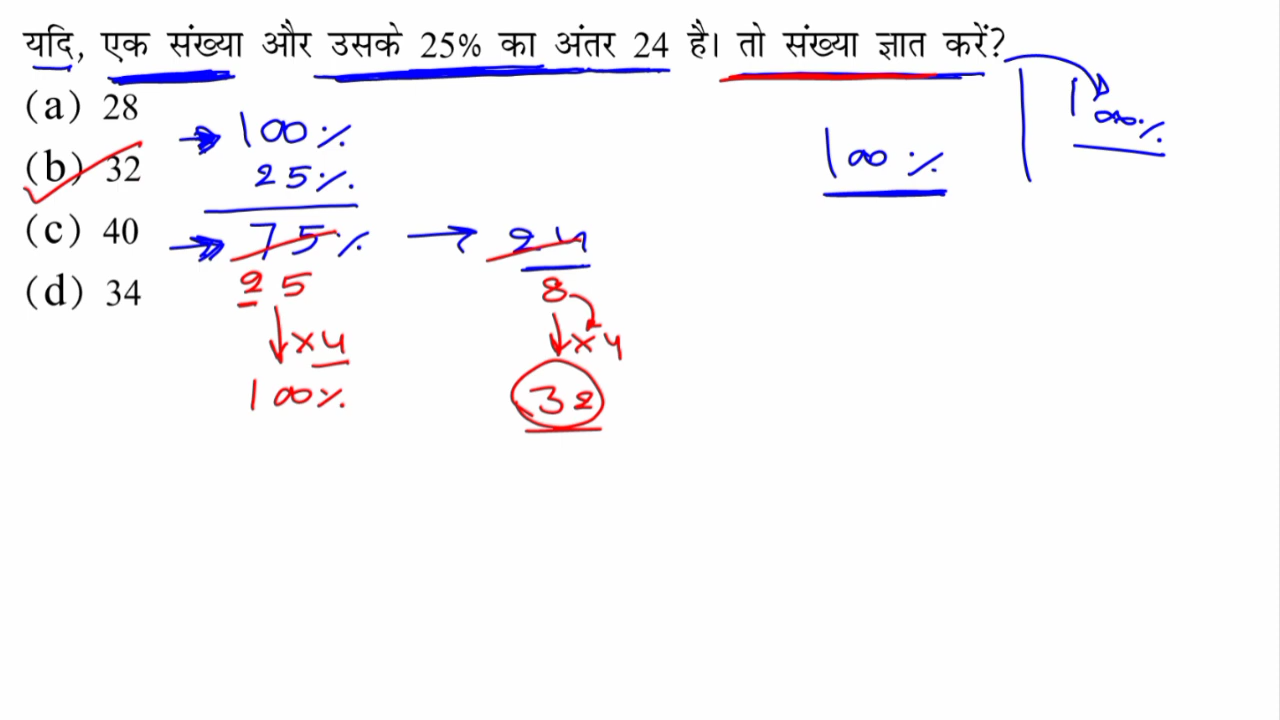 यदि, एक संख्या और उसके 25% का अंतर 24 है। तो संख्या ज्ञात करें?
(a) 28
(b) 32
(c) 40
(d) 34
100%
25%
75% → 24
25 8
×4 ×4
100% 32
100%
100%